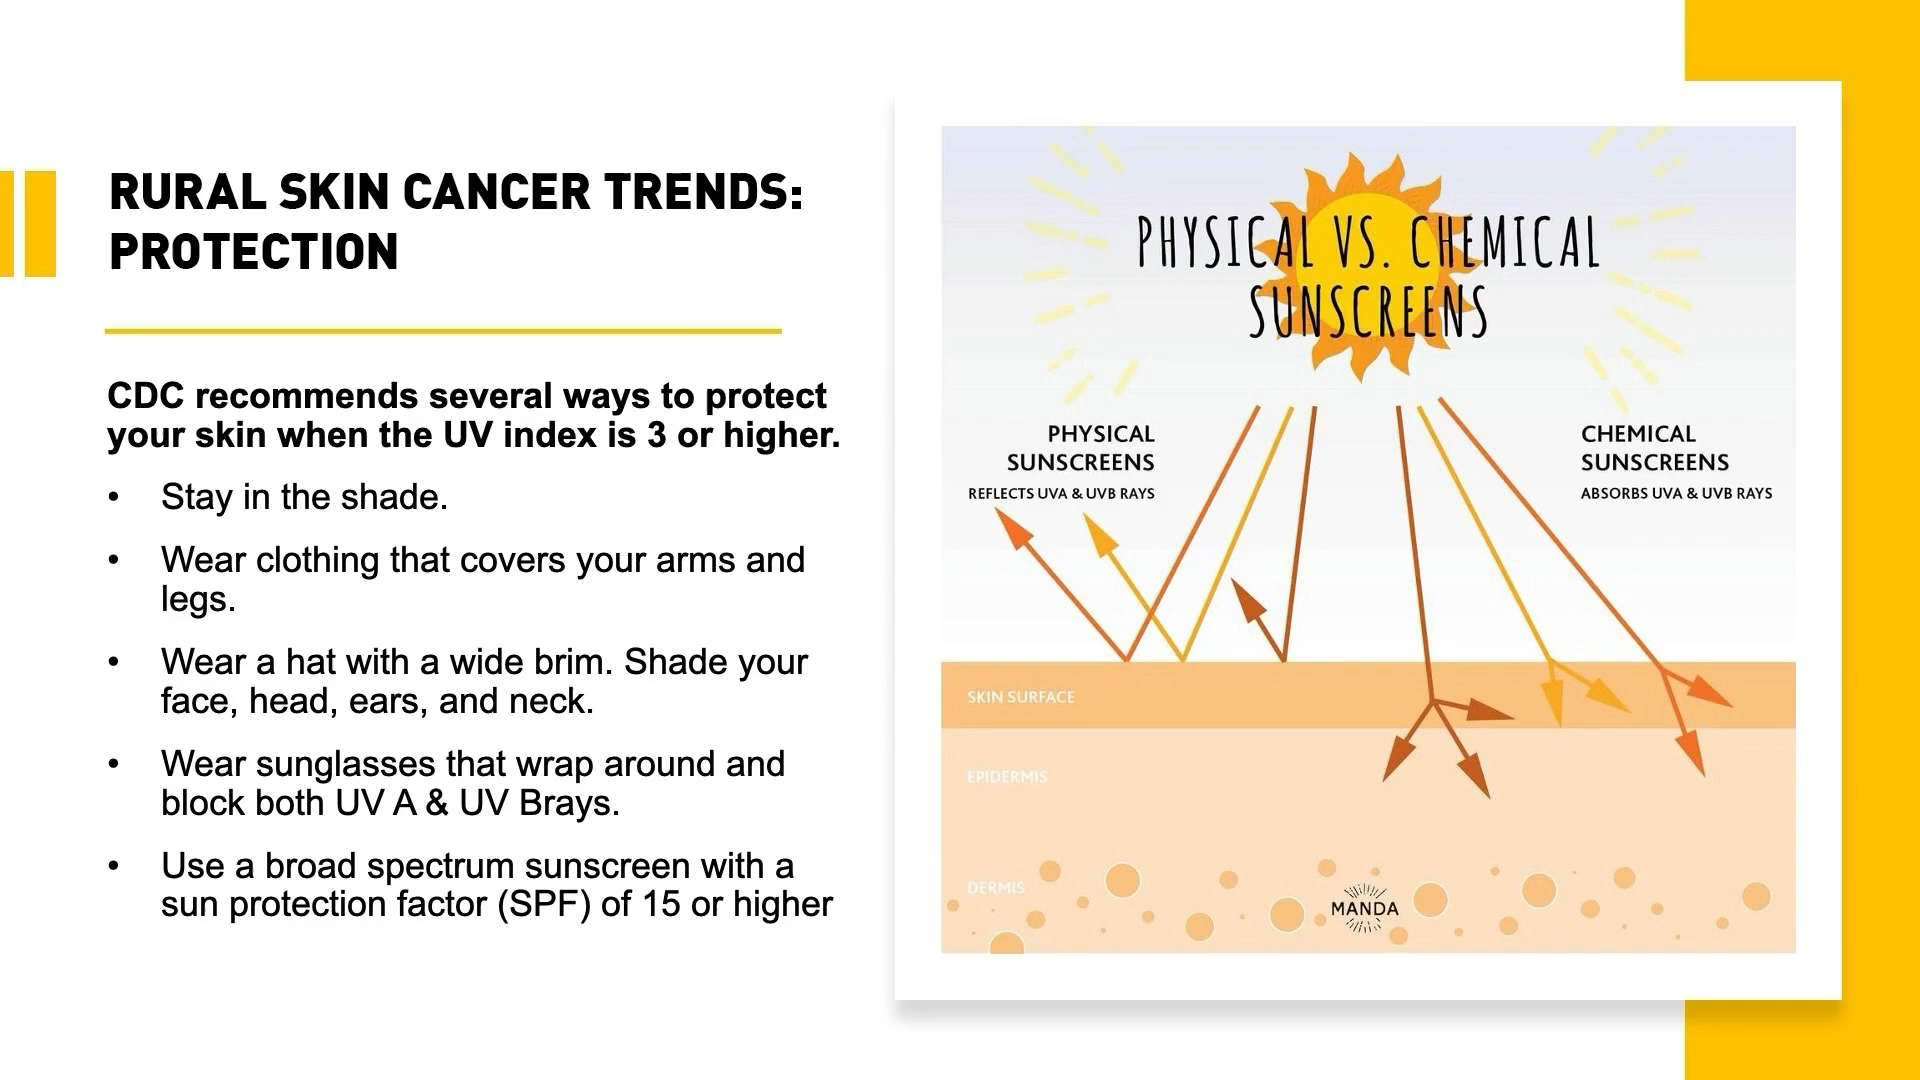 RURAL SKIN CANCER TRENDS:
PROTECTION
CDC recommends several ways to protect
your skin when the UV index is 3 or higher.
• Stay in the shade.
• Wear clothing that covers your arms and
legs.
• Wear a hat with a wide brim. Shade your
face, head, ears, and neck.
• Wear sunglasses that wrap around and
block both UV A & UV Brays.
• Use a broad spectrum sunscreen with a
sun protection factor (SPF) of 15 or higher
PHYSICAL VS. CHEMICAL
SUNSCREENS
PHYSICAL
SUNSCREENS
REFLECTS UVA & UVB RAYS
CHEMICAL
SUNSCREENS
ABSORBS UVA & UVB RAYS
SKIN SURFACE
EPIDERMIS
DERMIS
MANDA